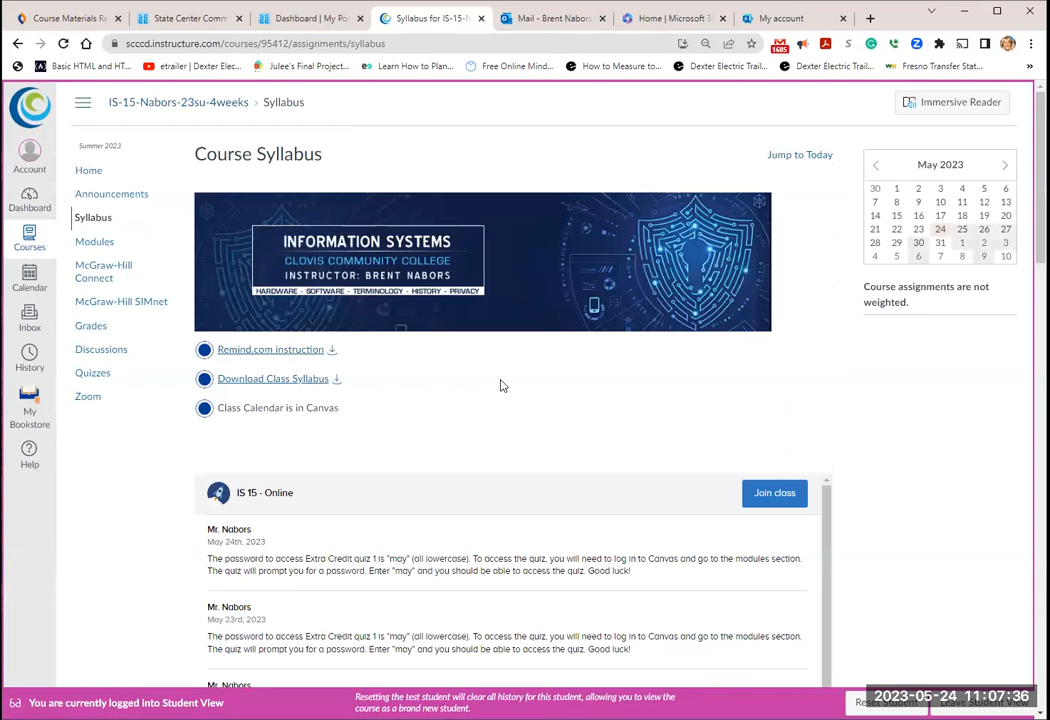 Course Materials Re
State Center Comm
Dashboard | My Por
Syllabus for IS-15-N
Mail - Brent Nabors
Home | Microsoft 3
My account
scccd.instructure.com/courses/95412/assignments/syllabus
1685
Basic HTML and HT...
etrailer | Dexter Elec...
Julee's Final Project...
Learn How to Plan...
Free Online Mind...
How to Measure to...
Dexter Electric Trail...
Dexter Electric Trail...
Fresno Transfer Stat...
IS-15-Nabors-23su-4weeks > Syllabus
Immersive Reader
Account
Dashboard
Courses
Calendar
Inbox
History
My
Bookstore
Help
Summer 2023
Home
Announcements
Syllabus
Modules
McGraw-Hill
Connect
McGraw-Hill SIMnet
Grades
Discussions
Quizzes
Zoom
Course Syllabus
Jump to Today
INFORMATION SYSTEMS
CLOVIS COMMUNITY COLLEGE
INSTRUCTOR: BRENT NABORS
HARDWARE - SOFTWARE - TERMINOLOGY - HISTORY - PRIVACY
Remind.com instruction
Download Class Syllabus
Class Calendar is in Canvas
IS 15 - Online
Join class
Mr. Nabors
May 24th, 2023
The password to access Extra Credit quiz 1 is "may" (all lowercase). To access the quiz, you will need to log in to Canvas and go to the modules section.
The quiz will prompt you for a password. Enter "may" and you should be able to access the quiz. Good luck!
Mr. Nabors
May 23rd, 2023
The password to access Extra Credit quiz 1 is "may" (all lowercase). To access the quiz, you will need to log in to Canvas and go to the modules section.
The quiz will prompt you for a password. Enter "may" and you should be able to access the quiz. Good luck!
Mr. Nabors
May 2023
30 1 2 3 4 5 6
7 8 9 10 11 12 13
14 15 16 17 18 19 20
21 22 23 24 25 26 27
28 29 30 31 1 2 3
4 5 6 7 8 9 10
Course assignments are not
weighted.
You are currently logged into Student View
Resetting the test student will clear all history for this student, allowing you to view the
course as a brand new student.
Reset Student
Leave Student View
2023-05-24 11:07:36